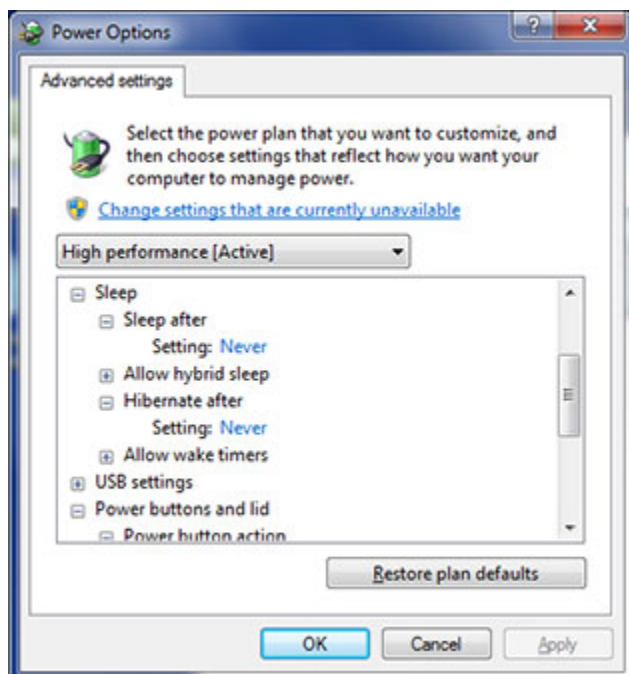 Power Options
Advanced settings
Select the power plan that you want to customize, and
then choose settings that reflect how you want your
computer to manage power.
Change settings that are currently unavailable
High performance [Active]
Sleep
Sleep after
Setting: Never
Allow hybrid sleep
Hibernate after
Setting: Never
Allow wake timers
USB settings
Power buttons and lid
Power button action
Restore plan defaults
OK Cancel Apply